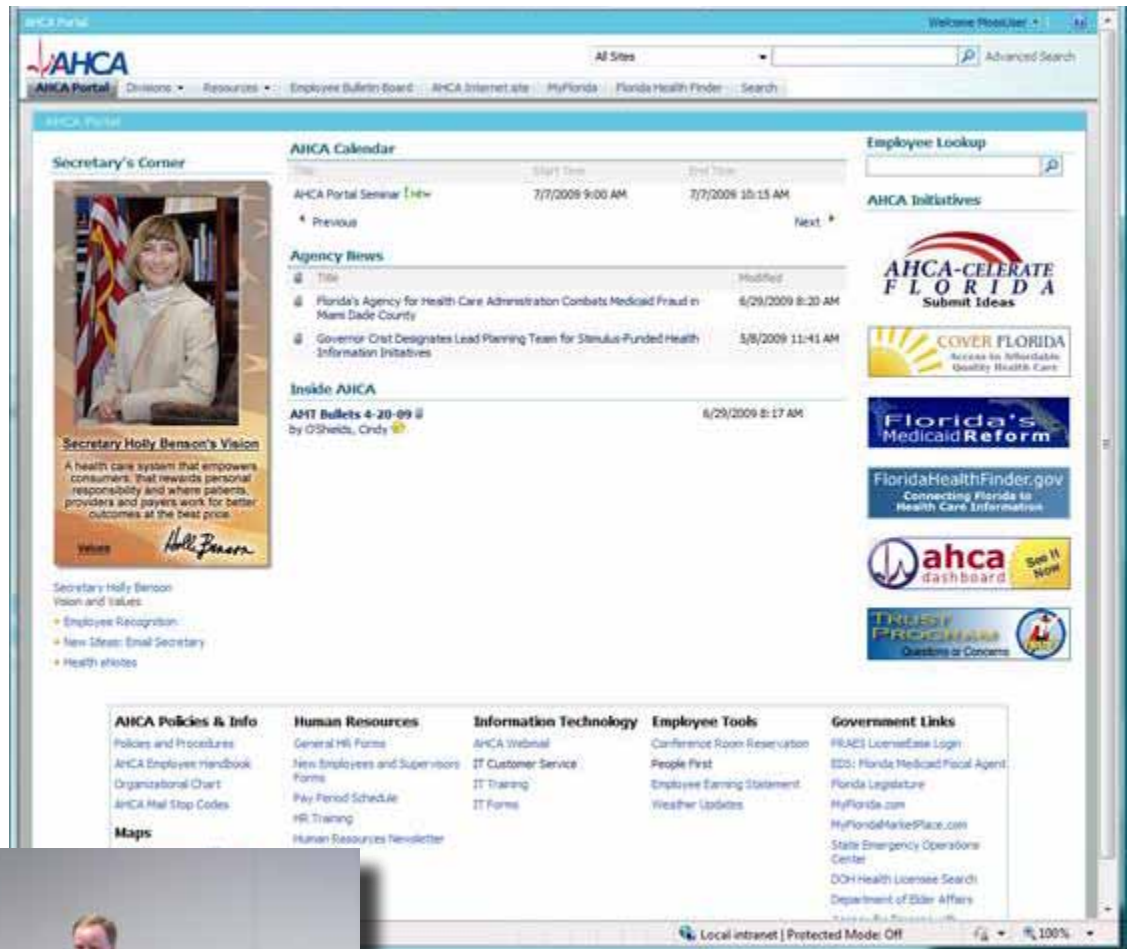 AHCA Portal
Welcome MossUser
AHCA
All Sites
Advanced Search
AHCA Portal Divisions Resources Employee Bulletin Board AHCA Internet site MyFlorida Florida Health Finder Search
AHCA Portal
Secretary's Corner
Secretary Holly Benson's Vision
A health care system that empowers
consumers, that rewards personal
responsibility and where patients,
providers and payers work for better
outcomes at the best price.
Values
Holly Benson
Secretary Holly Benson
Vision and Values
Employee Recognition
New Ideas: Email Secretary
Health eNotes
AHCA Calendar
Title Start Time End Time
AHCA Portal Seminar new 7/7/2009 9:00 AM 7/7/2009 10:15 AM
Previous Next
Agency News
Title Modified
Florida's Agency for Health Care Administration Combats Medicaid Fraud in 6/29/2009 8:20 AM
Miami Dade County
Governor Crist Designates Lead Planning Team for Stimulus-Funded Health 5/8/2009 11:41 AM
Information Initiatives
Inside AHCA
AMT Bullets 4-20-09 6/29/2009 8:17 AM
by O'Shields, Cindy
Employee Lookup
AHCA Initiatives
AHCA-CELERATE
FLORIDA
Submit Ideas
COVER FLORIDA
Access to Affordable
Quality Health Care
Florida's
Medicaid Reform
FloridaHealthFinder.gov
Connecting Florida to
Health Care Information
ahca
dashboard
See It
Now
TRUST
PROGRAM
Questions or Concerns
AHCA Policies & Info
Policies and Procedures
AHCA Employee Handbook
Organizational Chart
AHCA Mail Stop Codes
Maps
Human Resources
General HR Forms
New Employees and Supervisors
Forms
Pay Period Schedule
HR Training
Human Resources Newsletter
Information Technology
AHCA Webmail
IT Customer Service
IT Training
IT Forms
Employee Tools
Conference Room Reservation
People First
Employee Earning Statement
Weather Updates
Government Links
FRAES LicenseEase Login
EDS: Florida Medicaid Fiscal Agent
Florida Legislature
MyFlorida.com
MyFloridaMarketPlace.com
State Emergency Operations
Center
DOH Health Licensee Search
Department of Elder Affairs
Local intranet | Protected Mode: Off 100%